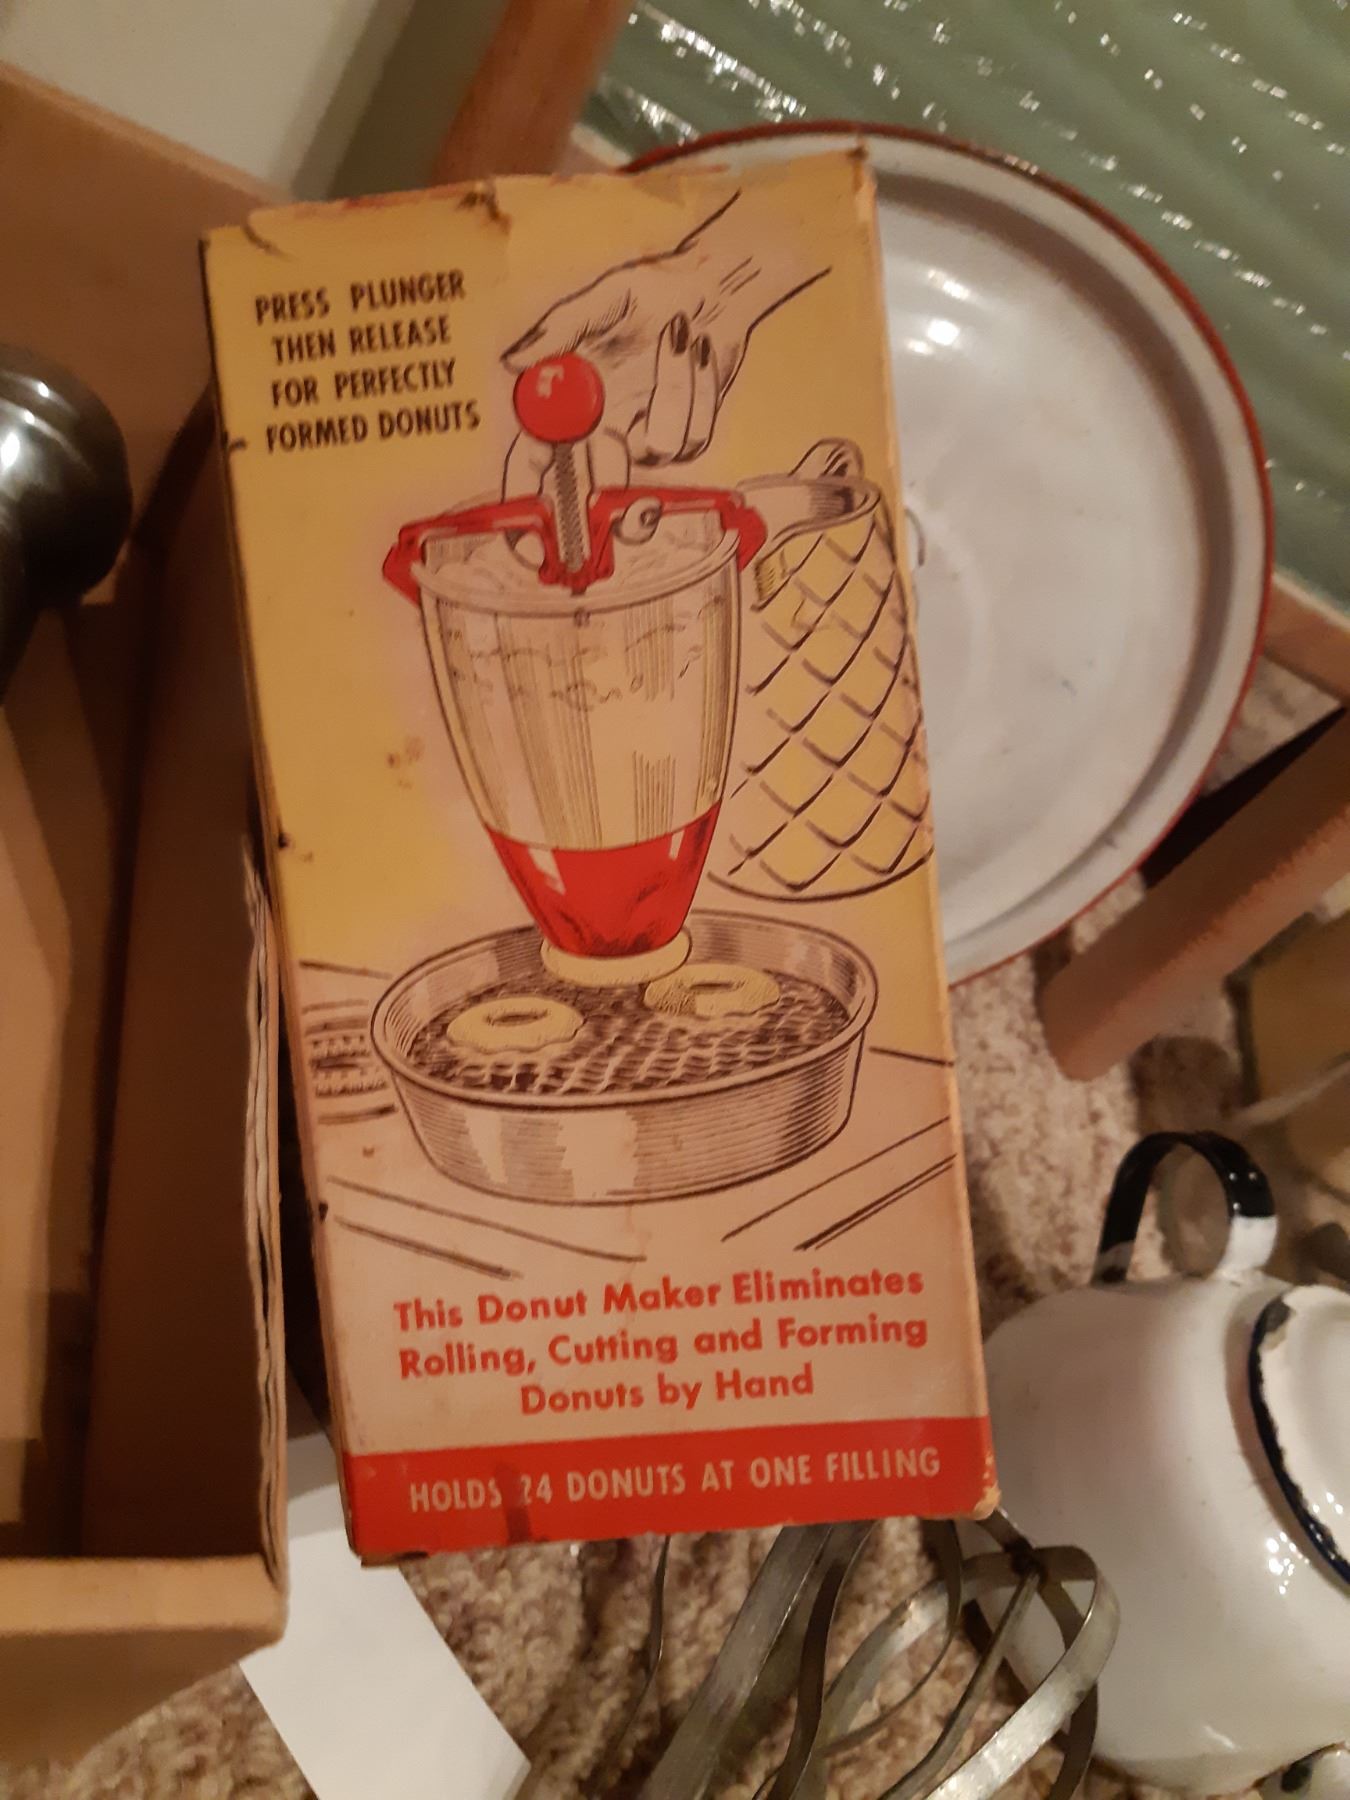 PRESS PLUNGER
THEN RELEASE
FOR PERFECTLY
FORMED DONUTS
This Donut Maker Eliminates
Rolling, Cutting and Forming
Donuts by Hand
HOLDS 24 DONUTS AT ONE FILLING